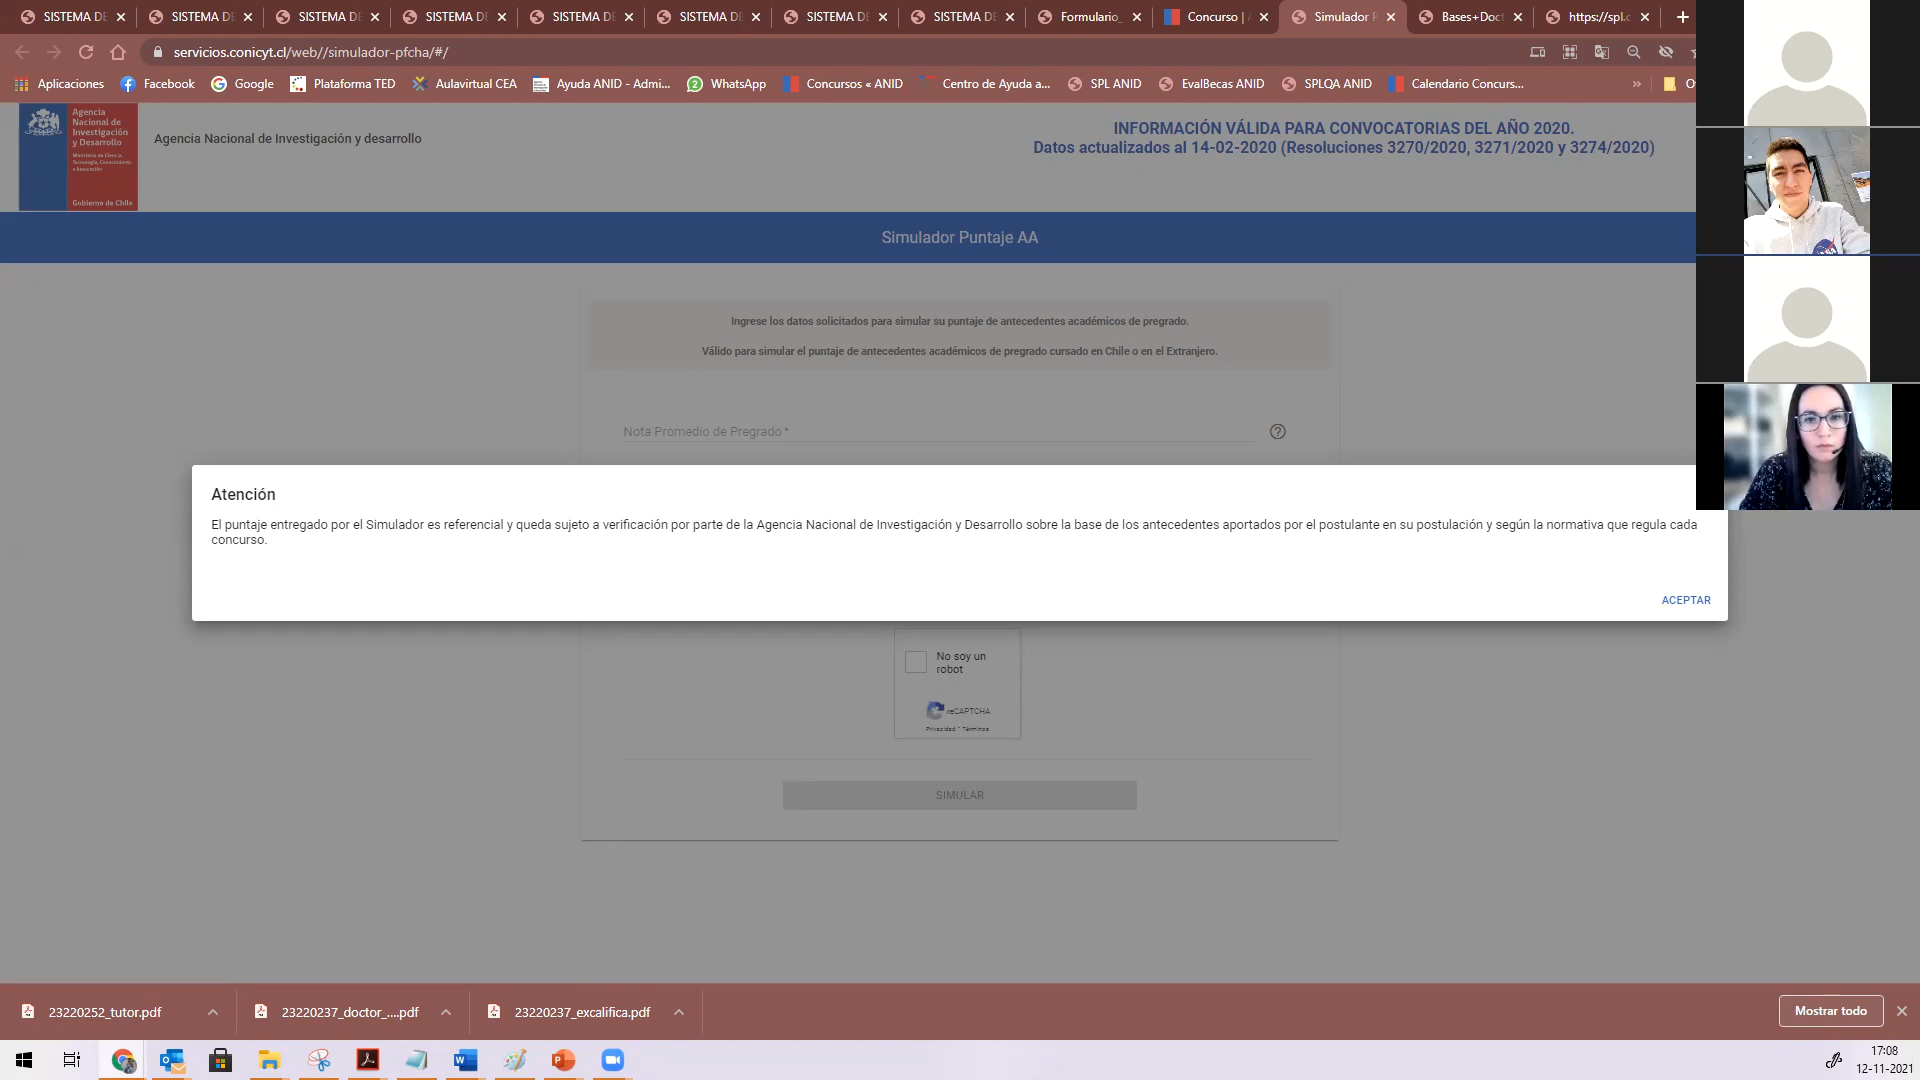 SISTEMA DE
SISTEMA DE
SISTEMA DE
SISTEMA DE
SISTEMA DE
SISTEMA DE
SISTEMA DE
SISTEMA DE
Formulario_
Concurso |
Simulador P
Bases+Doct
https://spl.c
servicios.conicyt.cl/web//simulador-pfcha/#/
Aplicaciones
Facebook
Google
Plataforma TED
Aulavirtual CEA
Ayuda ANID - Admi...
WhatsApp
Concursos « ANID
Centro de Ayuda a...
SPL ANID
EvalBecas ANID
SPLQA ANID
Calendario Concurs...
»
Agencia
Nacional de
Investigación
y Desarrollo
Ministerio de Ciencia,
Tecnología, Conocimiento
e Innovación
Gobierno de Chile
Agencia Nacional de Investigación y desarrollo
INFORMACIÓN VÁLIDA PARA CONVOCATORIAS DEL AÑO 2020.
Datos actualizados al 14-02-2020 (Resoluciones 3270/2020, 3271/2020 y 3274/2020)
Simulador Puntaje AA
Ingrese los datos solicitados para simular su puntaje de antecedentes académicos de pregrado.
Válido para simular el puntaje de antecedentes académicos de pregrado cursado en Chile o en el Extranjero.
Nota Promedio de Pregrado *
Atención
El puntaje entregado por el Simulador es referencial y queda sujeto a verificación por parte de la Agencia Nacional de Investigación y Desarrollo sobre la base de los antecedentes aportados por el postulante en su postulación y según la normativa que regula cada
concurso.
ACEPTAR
No soy un
robot
reCAPTCHA
Privacidad - Términos
SIMULAR
23220252_tutor.pdf
23220237_doctor_....pdf
23220237_excalifica.pdf
Mostrar todo
17:08
12-11-2021